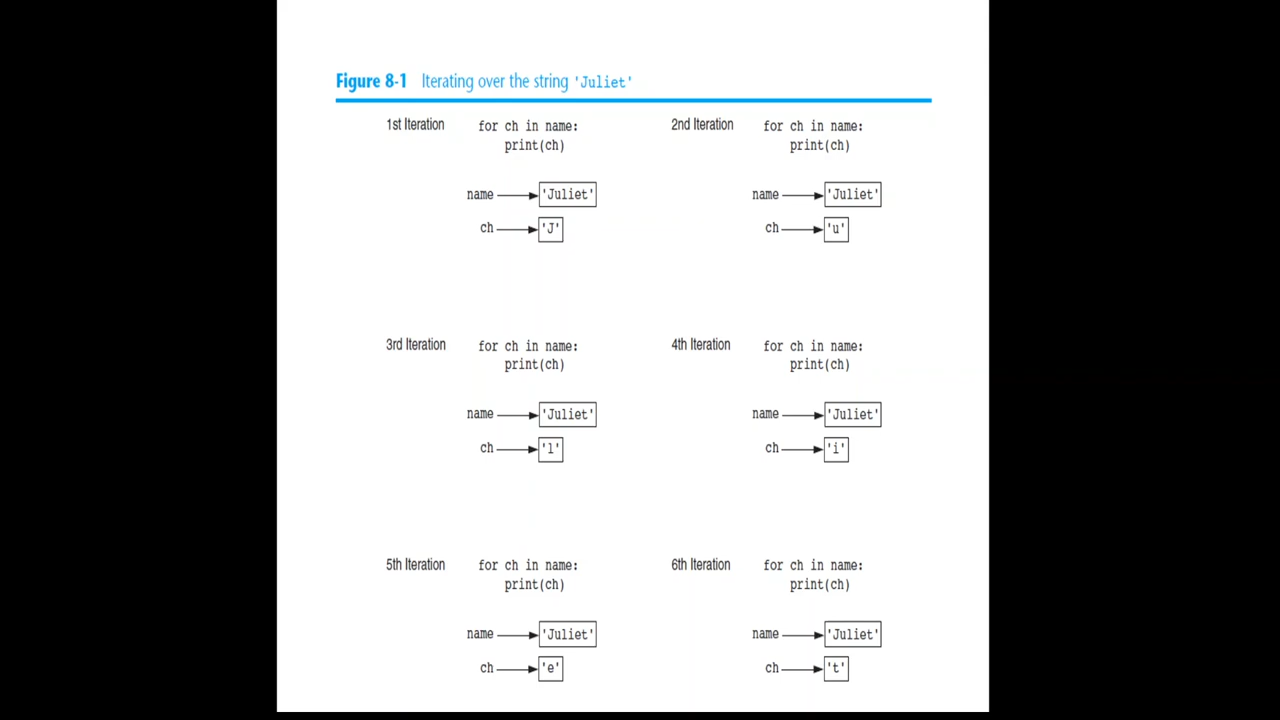 Figure 8-1 Iterating over the string 'Juliet'
1st Iteration for ch in name:
print(ch)
name 'Juliet'
ch 'J'
2nd Iteration for ch in name:
print(ch)
name 'Juliet'
ch 'u'
3rd Iteration for ch in name:
print(ch)
name 'Juliet'
ch 'l'
4th Iteration for ch in name:
print(ch)
name 'Juliet'
ch 'i'
5th Iteration for ch in name:
print(ch)
name 'Juliet'
ch 'e'
6th Iteration for ch in name:
print(ch)
name 'Juliet'
ch 't'